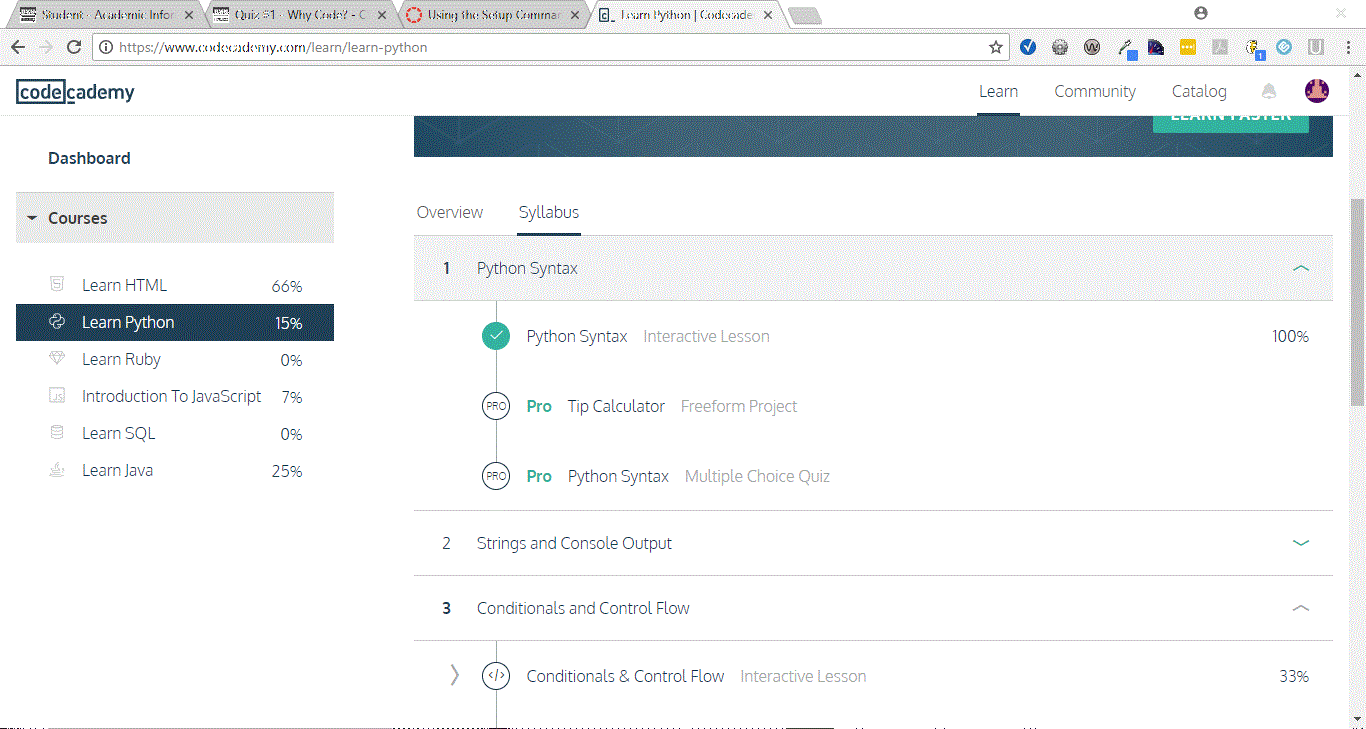 Student - Academic Infor
Quiz #1 - Why Code? - C
Using the Setup Comman
Learn Python | Codecade
https://www.codecademy.com/learn/learn-python
1
codecademy
Learn
Community
Catalog
LEARN FASTER
Dashboard
Courses
Learn HTML 66%
Learn Python 15%
Learn Ruby 0%
Introduction To JavaScript 7%
Learn SQL 0%
Learn Java 25%
Overview
Syllabus
1 Python Syntax
Python Syntax Interactive Lesson 100%
PRO Pro Tip Calculator Freeform Project
PRO Pro Python Syntax Multiple Choice Quiz
2 Strings and Console Output
3 Conditionals and Control Flow
</> Conditionals & Control Flow Interactive Lesson 33%